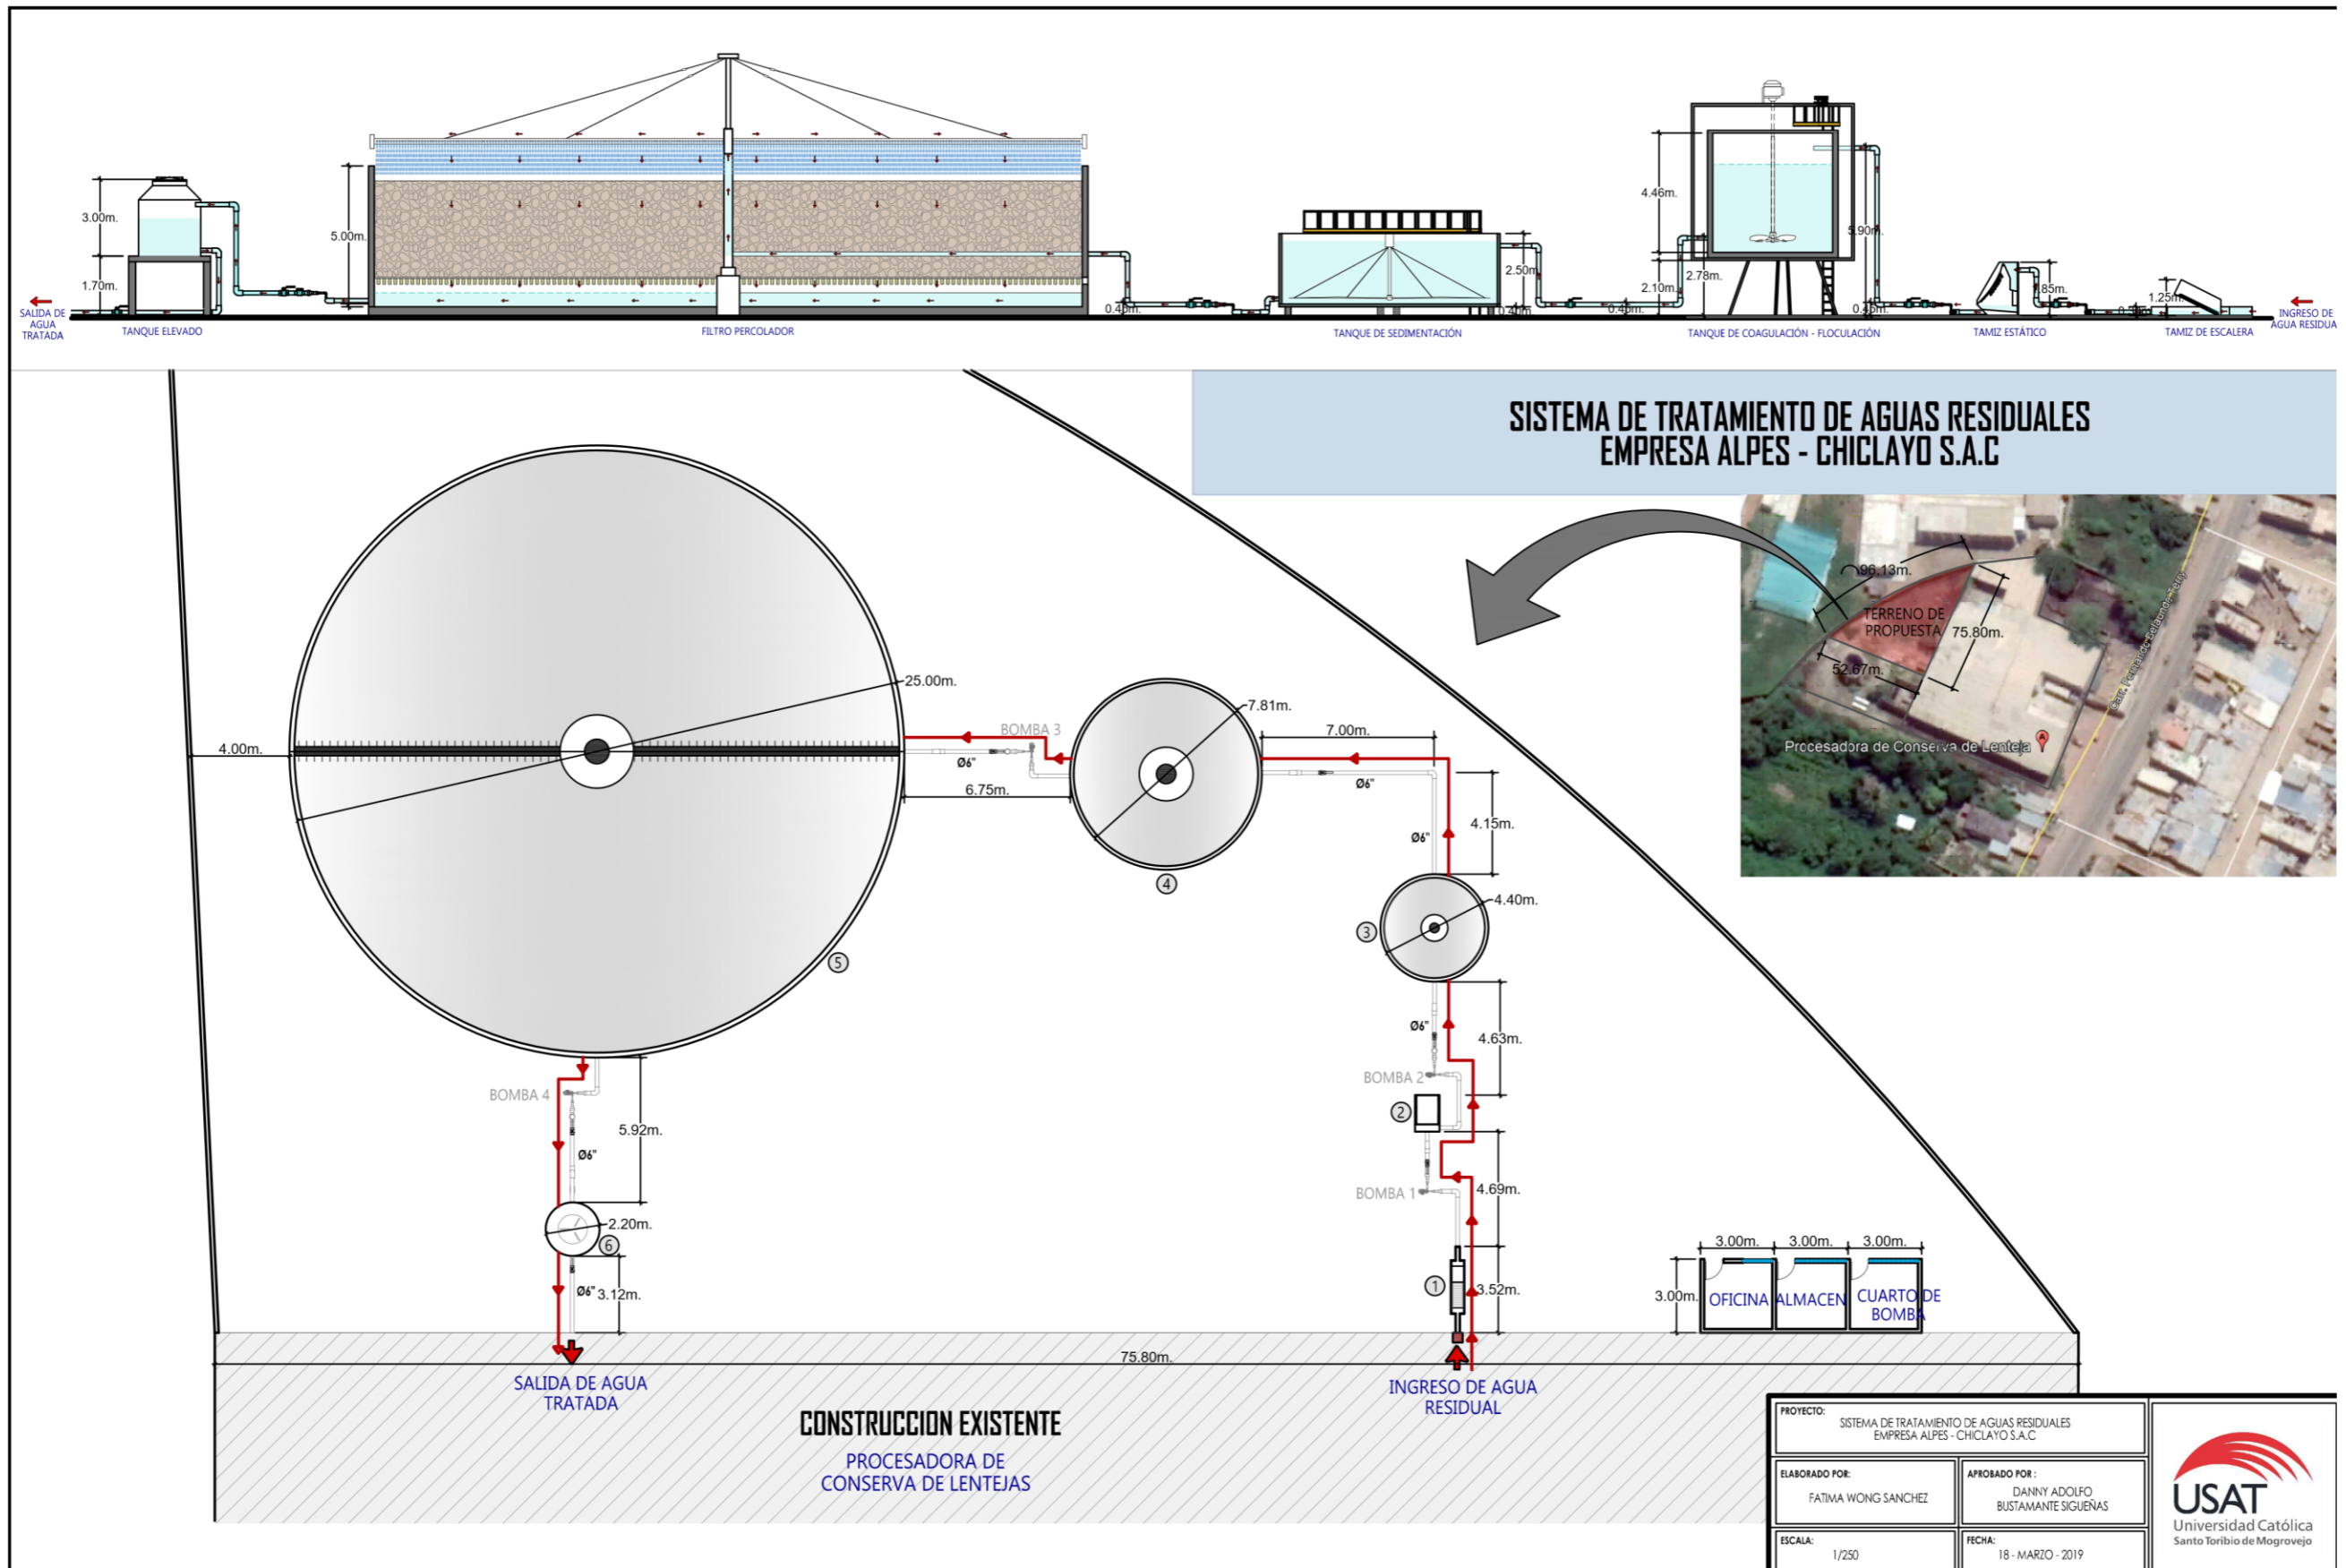 3.00m.
1.70m.
5.00m.
0.40m.
2.50m
0.40m.
0.45m.
4.46m.
2.10m.
2.78m.
5.90m.
0.45m.
1.25m.
SALIDA DE
AGUA
TRATADA
TANQUE ELEVADO
FILTRO PERCOLADOR
TANQUE DE SEDIMENTACIÓN
TANQUE DE COAGULACIÓN - FLOCULACIÓN
TAMIZ ESTÁTICO
TAMIZ DE ESCALERA
INGRESO DE
AGUA RESIDUA
SISTEMA DE TRATAMIENTO DE AGUAS RESIDUALES
EMPRESA ALPES - CHICLAYO S.A.C
96.13m.
TERRENO DE
PROPUESTA
75.80m.
52.67m.
Carr. Fernando Belaunde Terry
Procesadora de Conserva de Lenteja
A
25.00m.
4.00m.
BOMBA 3
Ø6"
6.75m.
7.81m.
7.00m.
Ø6"
4.15m.
Ø6"
4
4.40m.
3
5
Ø6"
4.63m.
BOMBA 2
2
BOMBA 4
5.92m.
Ø6"
4.69m.
BOMBA 1
2.20m.
6
Ø6"
3.12m.
1
3.52m.
3.00m.
3.00m.
3.00m.
3.00m.
OFICINA
ALMACEN
CUARTO DE
BOMBA
75.80m.
SALIDA DE AGUA
TRATADA
INGRESO DE AGUA
RESIDUAL
CONSTRUCCION EXISTENTE
PROCESADORA DE
CONSERVA DE LENTEJAS
PROYECTO:
SISTEMA DE TRATAMIENTO DE AGUAS RESIDUALES
EMPRESA ALPES - CHICLAYO S.A.C
ELABORADO POR:
FATIMA WONG SANCHEZ
APROBADO POR :
DANNY ADOLFO
BUSTAMANTE SIGUEÑAS
ESCALA:
1/250
FECHA:
18 - MARZO - 2019
USAT
Universidad Católica
Santo Toribio de Mogrovejo